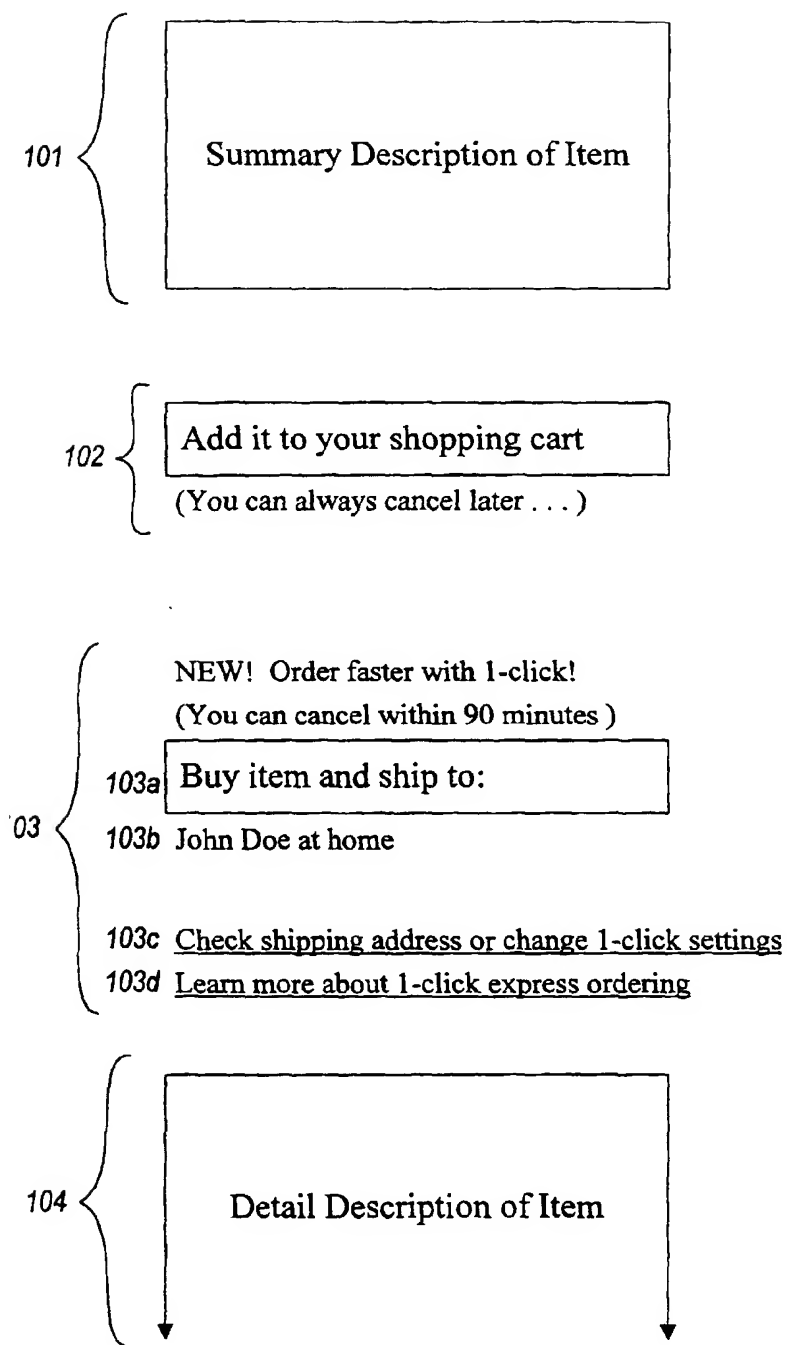 101 Summary Description of Item
102 Add it to your shopping cart
(You can always cancel later . . . )
NEW! Order faster with 1-click!
(You can cancel within 90 minutes )
103a Buy item and ship to:
03 103b John Doe at home
103c Check shipping address or change 1-click settings
103d Learn more about 1-click express ordering
104 Detail Description of Item